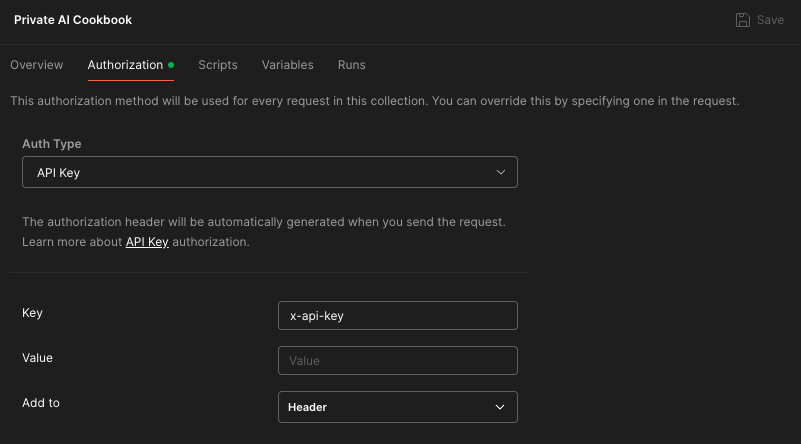 Private AI Cookbook
Save
Overview Authorization Scripts Variables Runs
This authorization method will be used for every request in this collection. You can override this by specifying one in the request.
Auth Type
API Key
The authorization header will be automatically generated when you send the request.
Learn more about API Key authorization.
Key
x-api-key
Value
Value
Add to
Header